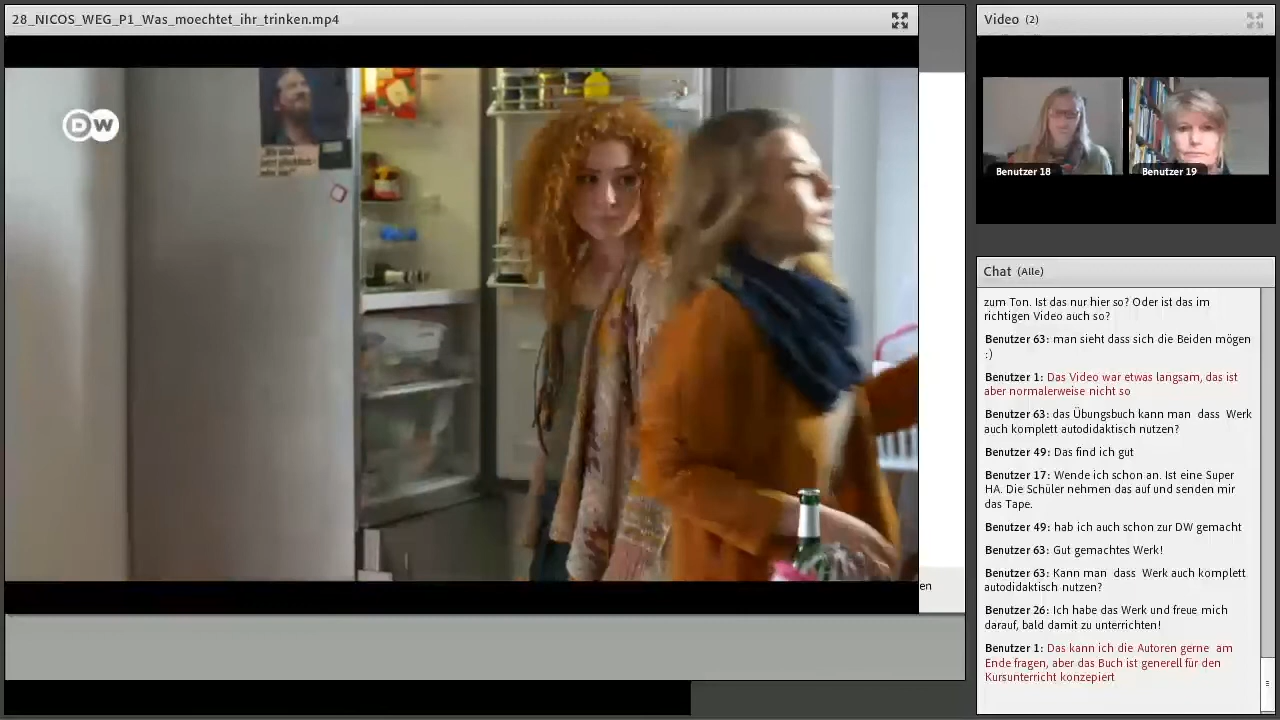 28_NICOS_WEG_P1_Was_moechtet_ihr_trinken.mp4
DW
en
Video (2)
Benutzer 18
Benutzer 19
Chat (Alle)
zum Ton. Ist das nur hier so? Oder ist das im
richtigen Video auch so?
Benutzer 63: man sieht dass sich die Beiden mögen
:)
Benutzer 1: Das Video war etwas langsam, das ist
aber normalerweise nicht so
Benutzer 63: das Übungsbuch kann man dass Werk
auch komplett autodidaktisch nutzen?
Benutzer 49: Das find ich gut
Benutzer 17: Wende ich schon an. Ist eine Super
HA. Die Schüler nehmen das auf und senden mir
das Tape.
Benutzer 49: hab ich auch schon zur DW gemacht
Benutzer 63: Gut gemachtes Werk!
Benutzer 63: Kann man dass Werk auch komplett
autodidaktisch nutzen?
Benutzer 26: Ich habe das Werk und freue mich
darauf, bald damit zu unterrichten!
Benutzer 1: Das kann ich die Autoren gerne am
Ende fragen, aber das Buch ist generell für den
Kursunterricht konzepiert